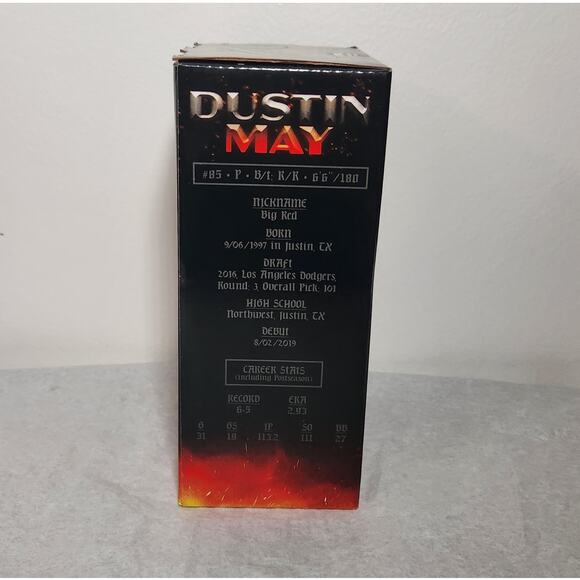 DUSTIN
MAY
#85 • P • B/T: R/R • 6'6"/180
NICKNAME
Big Red
BORN
9/06/1997 in Justin, TX
DRAFT
2016, Los Angeles Dodgers,
Round: 3, Overall Pick: 101
HIGH SCHOOL
Northwest, Justin, TX
DEBUT
8/02/2019
CAREER STATS
(including Postseason)
RECORD ERA
6-5 2.93
G GS IP SO BB
31 18 113.2 111 27